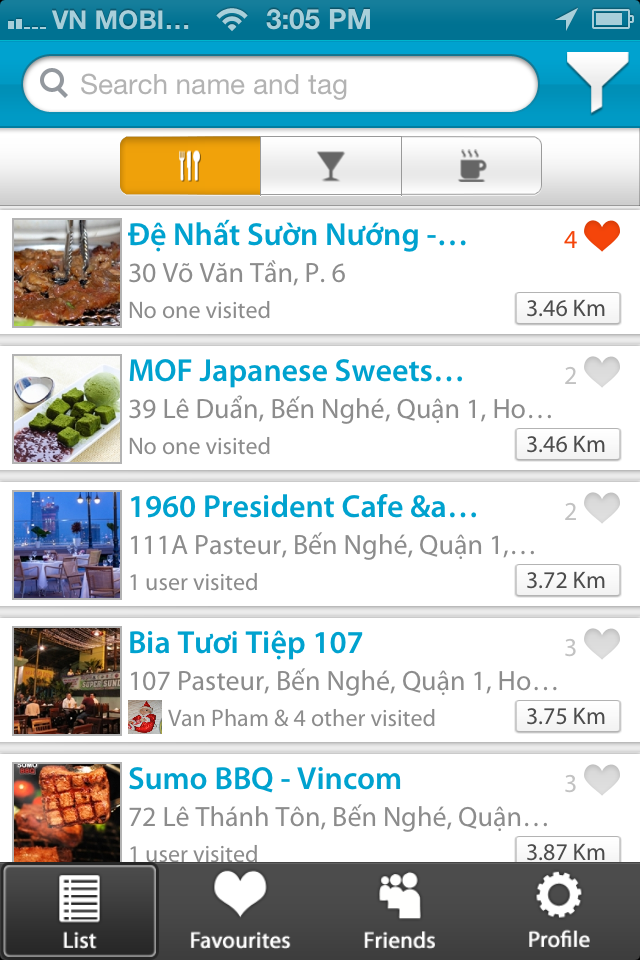 VN MOBI... 3:05 PM
Search name and tag
Đệ Nhất Sườn Nướng -...
4
30 Võ Văn Tần, P. 6
No one visited
3.46 Km
MOF Japanese Sweets...
2
39 Lê Duẩn, Bến Nghé, Quận 1, Ho...
No one visited
3.46 Km
1960 President Cafe &a...
2
111A Pasteur, Bến Nghé, Quận 1,...
1 user visited
3.72 Km
Bia Tươi Tiệp 107
3
107 Pasteur, Bến Nghé, Quận 1, Ho...
Van Pham & 4 other visited
3.75 Km
SUMO
Sumo BBQ - Vincom
3
72 Lê Thánh Tôn, Bến Nghé, Quận...
1 user visited
3.87 Km
List
Favourites
Friends
Profile